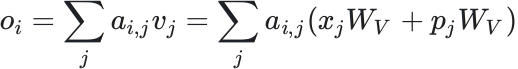 $o_i = \sum_j a_{i,j} v_j = \sum_j a_{i,j} (x_j W_V + p_j W_V)$